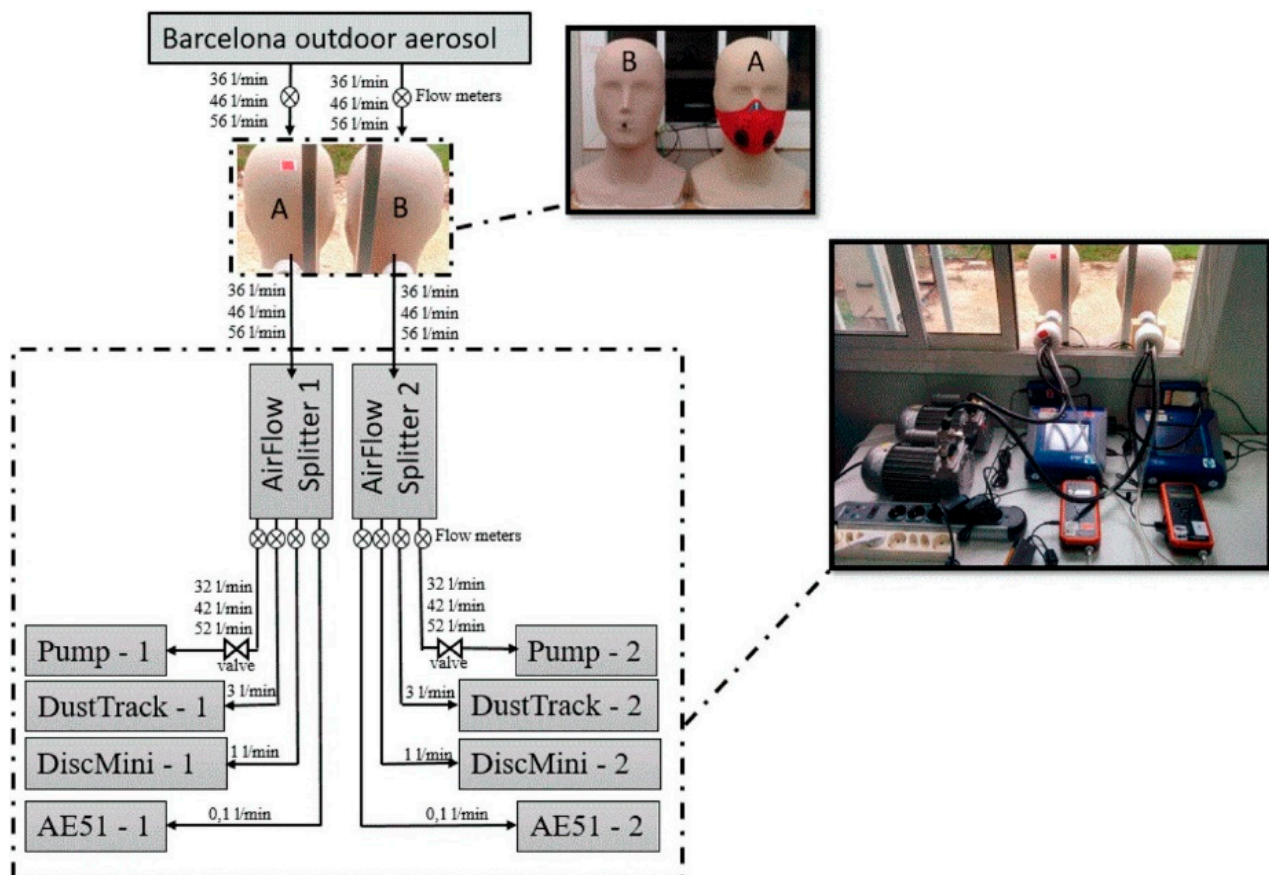 Barcelona outdoor aerosol
36 l/min
46 l/min
56 l/min
36 l/min
46 l/min
56 l/min
Flow meters
A
B
B
A
36 l/min
46 l/min
56 l/min
36 l/min
46 l/min
56 l/min
AirFlow
Splitter 1
AirFlow
Splitter 2
Flow meters
32 l/min
42 l/min
52 l/min
32 l/min
42 l/min
52 l/min
Pump - 1
valve
valve
Pump - 2
DustTrack - 1
3 l/min
3 l/min
DustTrack - 2
DiscMini - 1
1 l/min
1 l/min
DiscMini - 2
AE51 - 1
0,1 l/min
0,1 l/min
AE51 - 2